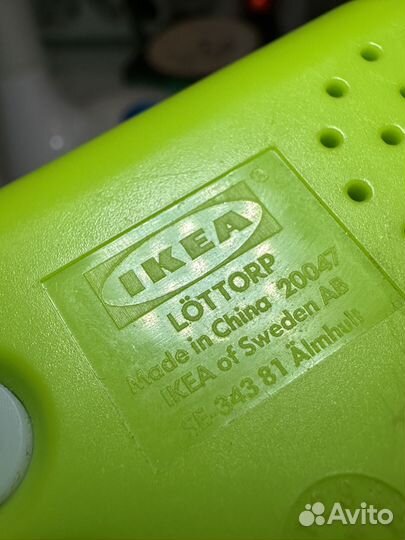 IKEA ®
LÖTTORP
Made in China 20047
IKEA of Sweden AB
SE-343 81 Älmhult
Avito